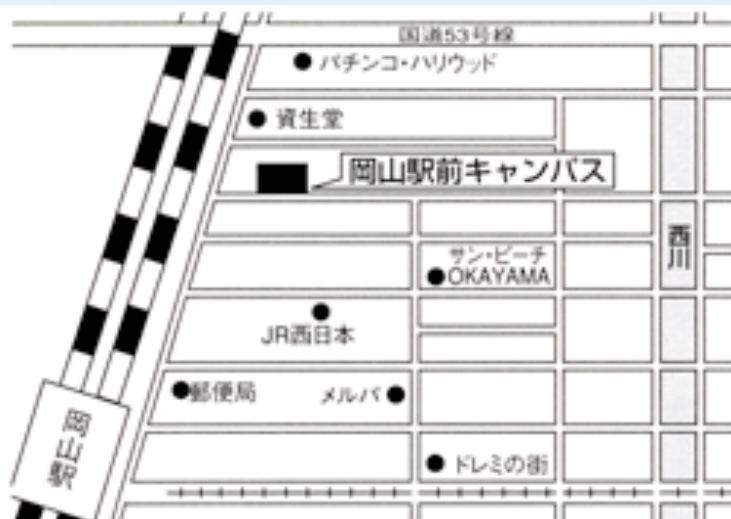 国道53号線
パチンコ・ハリウッド
資生堂
岡山駅前キャンパス
西川
サン・ピーチ
OKAYAMA
JR西日本
郵便局
メルパ
岡山駅
ドレミの街